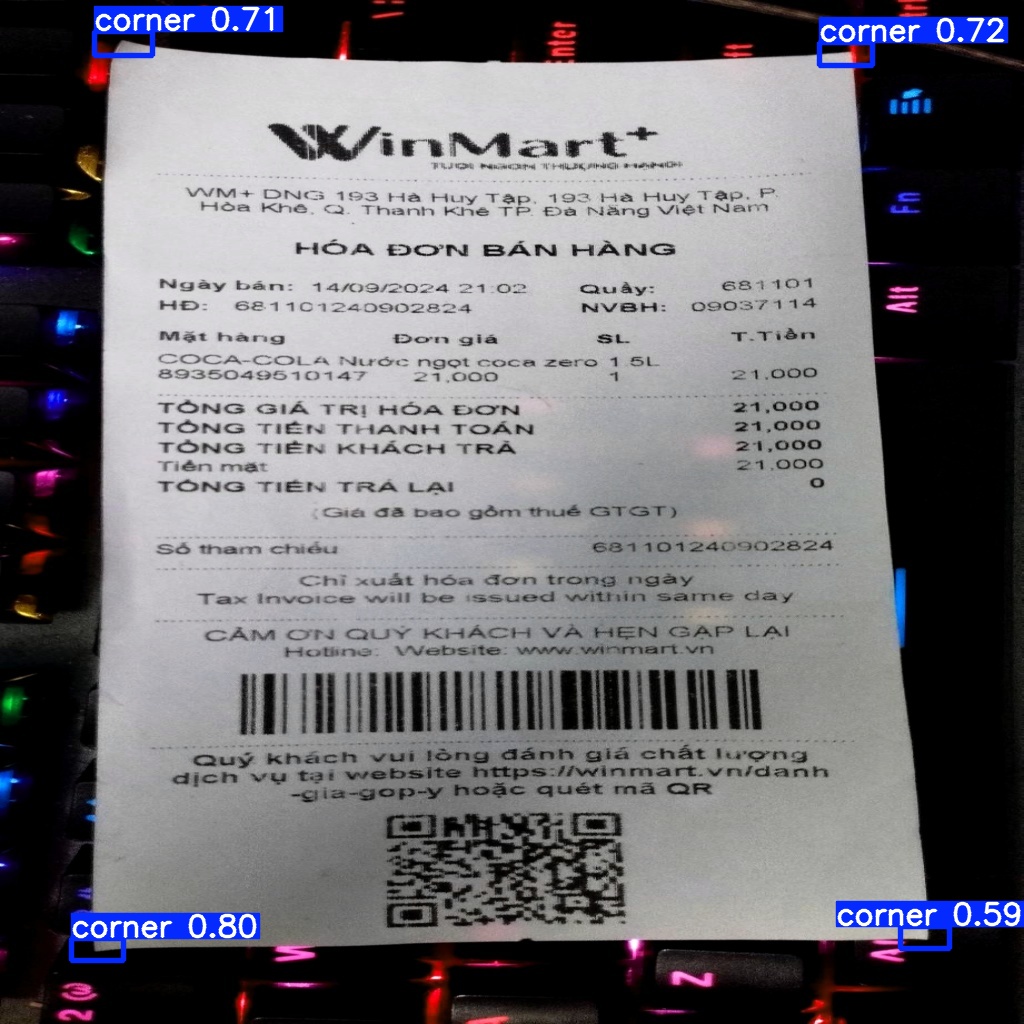 corner 0.71
corner 0.72
Enter
WinMart+
TƯƠI NGON THƯỢNG HẠNG!
WM+ DNG 193 Hà Huy Tập, 193 Hà Huy Tập, P.
Hòa Khê, Q. Thanh Khê TP. Đà Nẵng Việt Nam
Fn
HÓA ĐƠN BÁN HÀNG
Ngày bán: 14/09/2024 21:02 Quầy: 681101
HĐ: 681101240902824 NVBH: 09037114
Alt
Mặt hàng Đơn giá SL T.Tiền
COCA-COLA Nước ngọt coca zero 1.5L
8935049510147 21,000 1 21,000
TỔNG GIÁ TRỊ HÓA ĐƠN 21,000
TỔNG TIỀN THANH TOÁN 21,000
TỔNG TIỀN KHÁCH TRẢ 21,000
Tiền mặt 21,000
TỔNG TIỀN TRẢ LẠI 0
(Giá đã bao gồm thuế GTGT)
Số tham chiếu 681101240902824
Chỉ xuất hóa đơn trong ngày
Tax Invoice will be issued within same day
CẢM ƠN QUÝ KHÁCH VÀ HẸN GẶP LẠI
Hotline: Website: www.winmart.vn
Quý khách vui lòng đánh giá chất lượng
dịch vụ tại website https://winmart.vn/danh
-gia-gop-y hoặc quét mã QR
corner 0.80
corner 0.59
W
Z
2